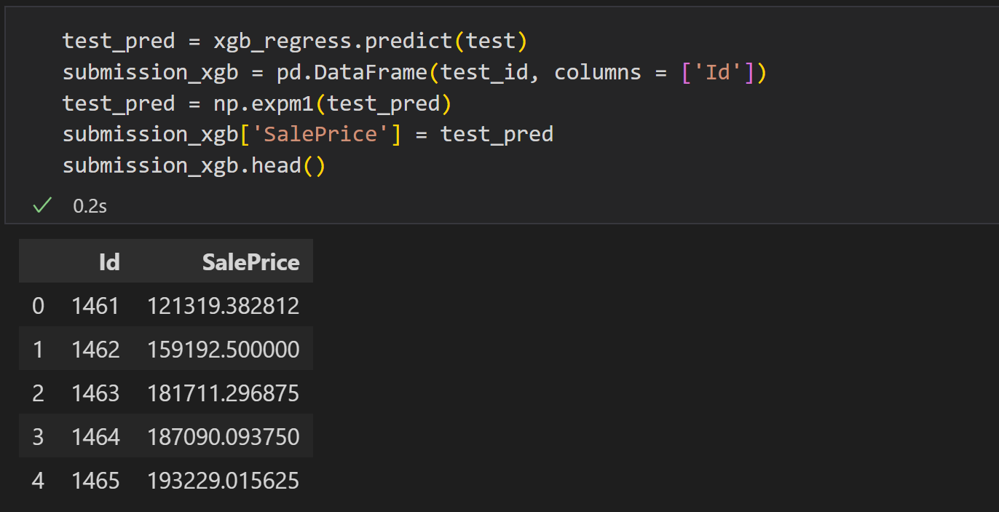 test_pred = xgb_regress.predict(test)
submission_xgb = pd.DataFrame(test_id, columns = ['Id'])
test_pred = np.expm1(test_pred)
submission_xgb['SalePrice'] = test_pred
submission_xgb.head()
0.2s
Id SalePrice
0 1461 121319.382812
1 1462 159192.500000
2 1463 181711.296875
3 1464 187090.093750
4 1465 193229.015625